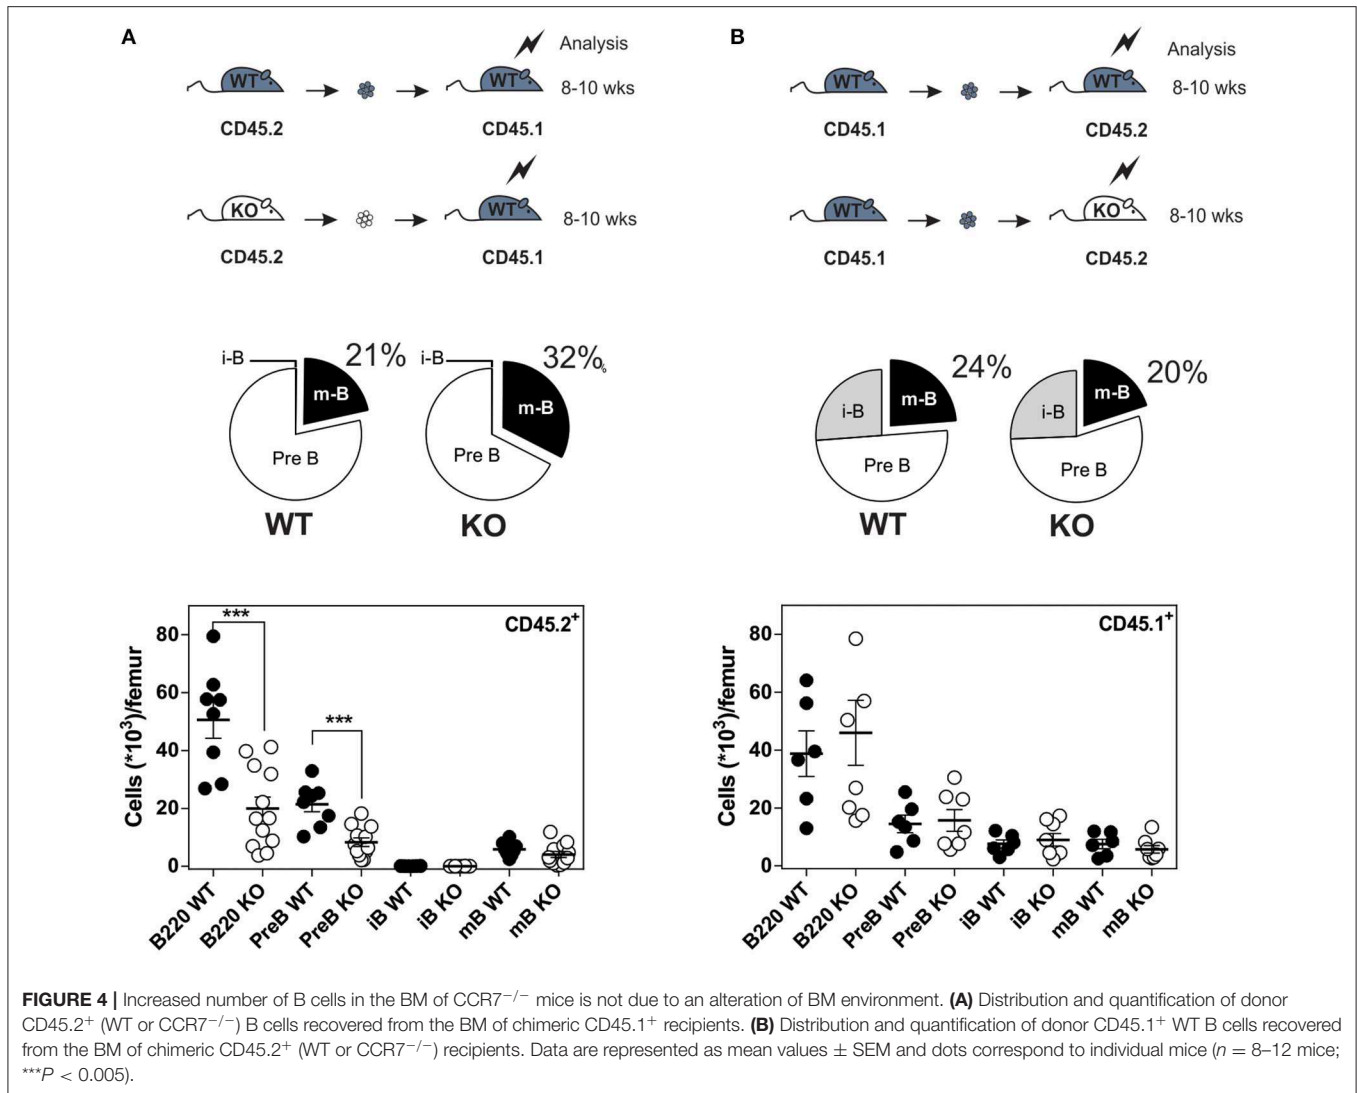 A
WT
Analysis
WT
8-10 wks
CD45.2
CD45.1
KO
WT
8-10 wks
CD45.2
CD45.1
i-B
21%
m-B
Pre B
WT
i-B
32%
%
m-B
Pre B
KO
***
***
CD45.2+
Cells (*10³)/femur
80
60
40
20
0
B220 WT
B220 KO
PreB WT
PreB KO
iB WT
iB KO
mB WT
mB KO
B
WT
Analysis
WT
8-10 wks
CD45.1
CD45.2
WT
KO
8-10 wks
CD45.1
CD45.2
24%
i-B
m-B
Pre B
WT
20%
i-B
m-B
Pre B
KO
CD45.1+
Cells (*10³)/femur
80
60
40
20
0
B220 WT
B220 KO
PreB WT
PreB KO
iB WT
iB KO
mB WT
mB KO
FIGURE 4 | Increased number of B cells in the BM of CCR7−/− mice is not due to an alteration of BM environment. (A) Distribution and quantification of donor
CD45.2+ (WT or CCR7−/−) B cells recovered from the BM of chimeric CD45.1+ recipients. (B) Distribution and quantification of donor CD45.1+ WT B cells recovered
from the BM of chimeric CD45.2+ (WT or CCR7−/−) recipients. Data are represented as mean values ± SEM and dots correspond to individual mice (n = 8–12 mice;
***P < 0.005).